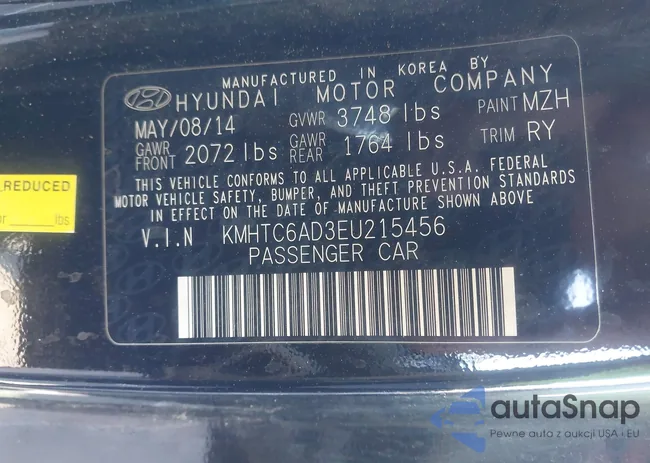 MANUFACTURED IN KOREA BY
HYUNDAI MOTOR COMPANY
MAY/08/14 GVWR 3748 lbs PAINT MZH
GAWR FRONT 2072 lbs GAWR REAR 1764 lbs TRIM RY
THIS VEHICLE CONFORMS TO ALL APPLICABLE U.S.A. FEDERAL
MOTOR VEHICLE SAFETY, BUMPER, AND THEFT PREVENTION STANDARDS
IN EFFECT ON THE DATE OF MANUFACTURE SHOWN ABOVE
V.I.N KMHTC6AD3EU215456
PASSENGER CAR
REDUCED
lbs
autoSnap
Pewne auta z aukcji USA i EU